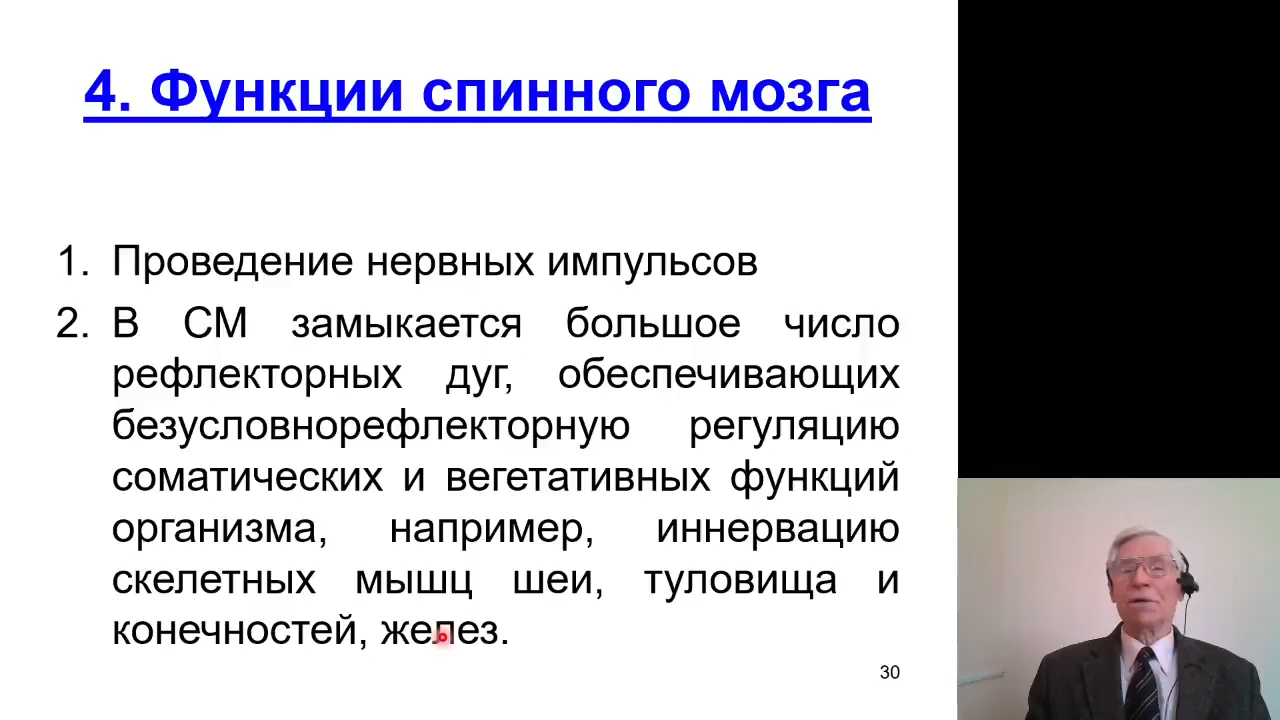 4. Функции спинного мозга
1. Проведение нервных импульсов
2. В СМ замыкается большое число
рефлекторных дуг, обеспечивающих
безусловнорефлекторную регуляцию
соматических и вегетативных функций
организма, например, иннервацию
скелетных мышц шеи, туловища и
конечностей, желез.
30